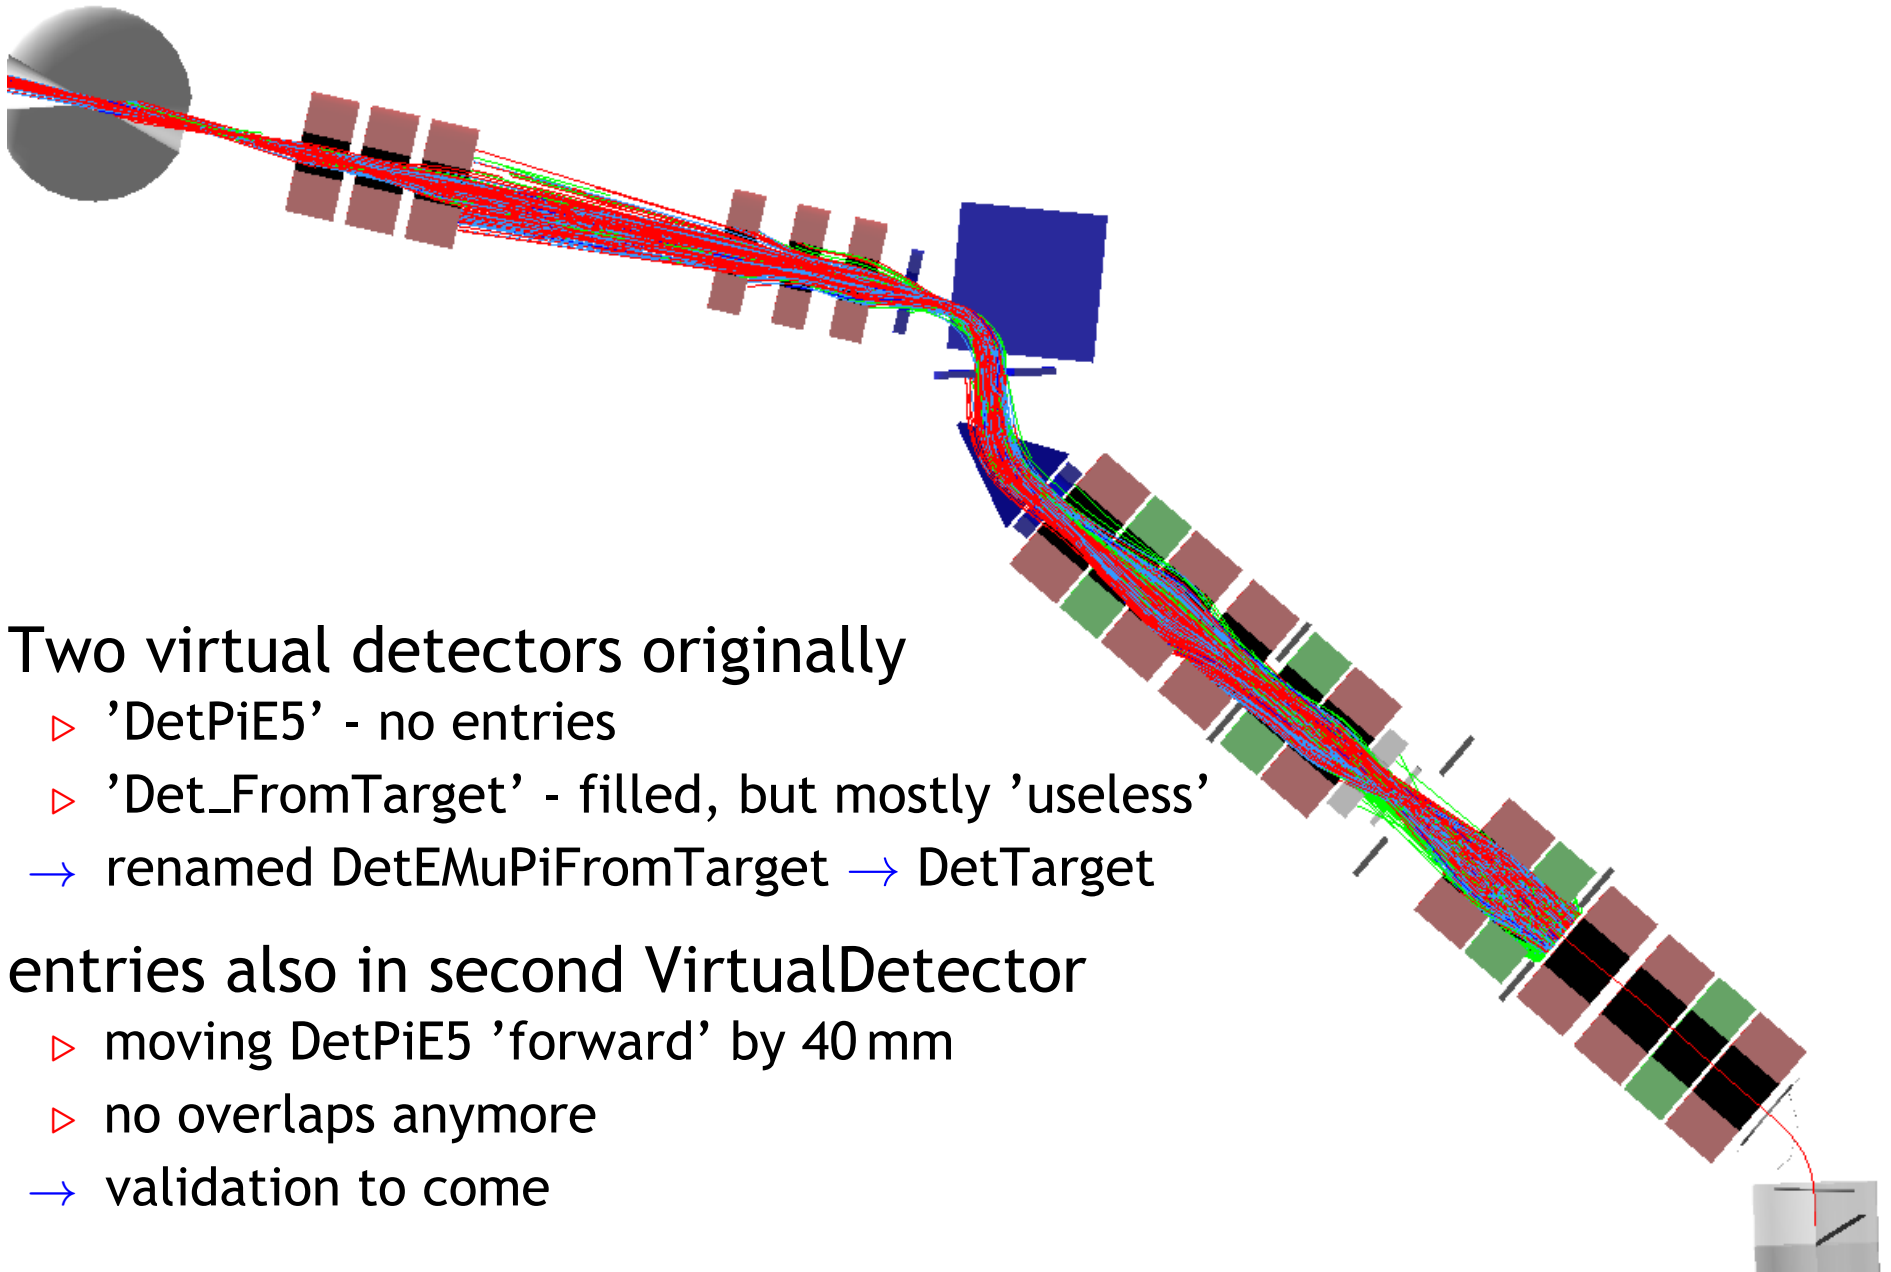 Two virtual detectors originally
▷ ’DetPiE5’ - no entries
▷ ’Det_FromTarget’ - filled, but mostly ’useless’
→ renamed DetEMuPiFromTarget → DetTarget
entries also in second VirtualDetector
▷ moving DetPiE5 ’forward’ by 40 mm
▷ no overlaps anymore
→ validation to come